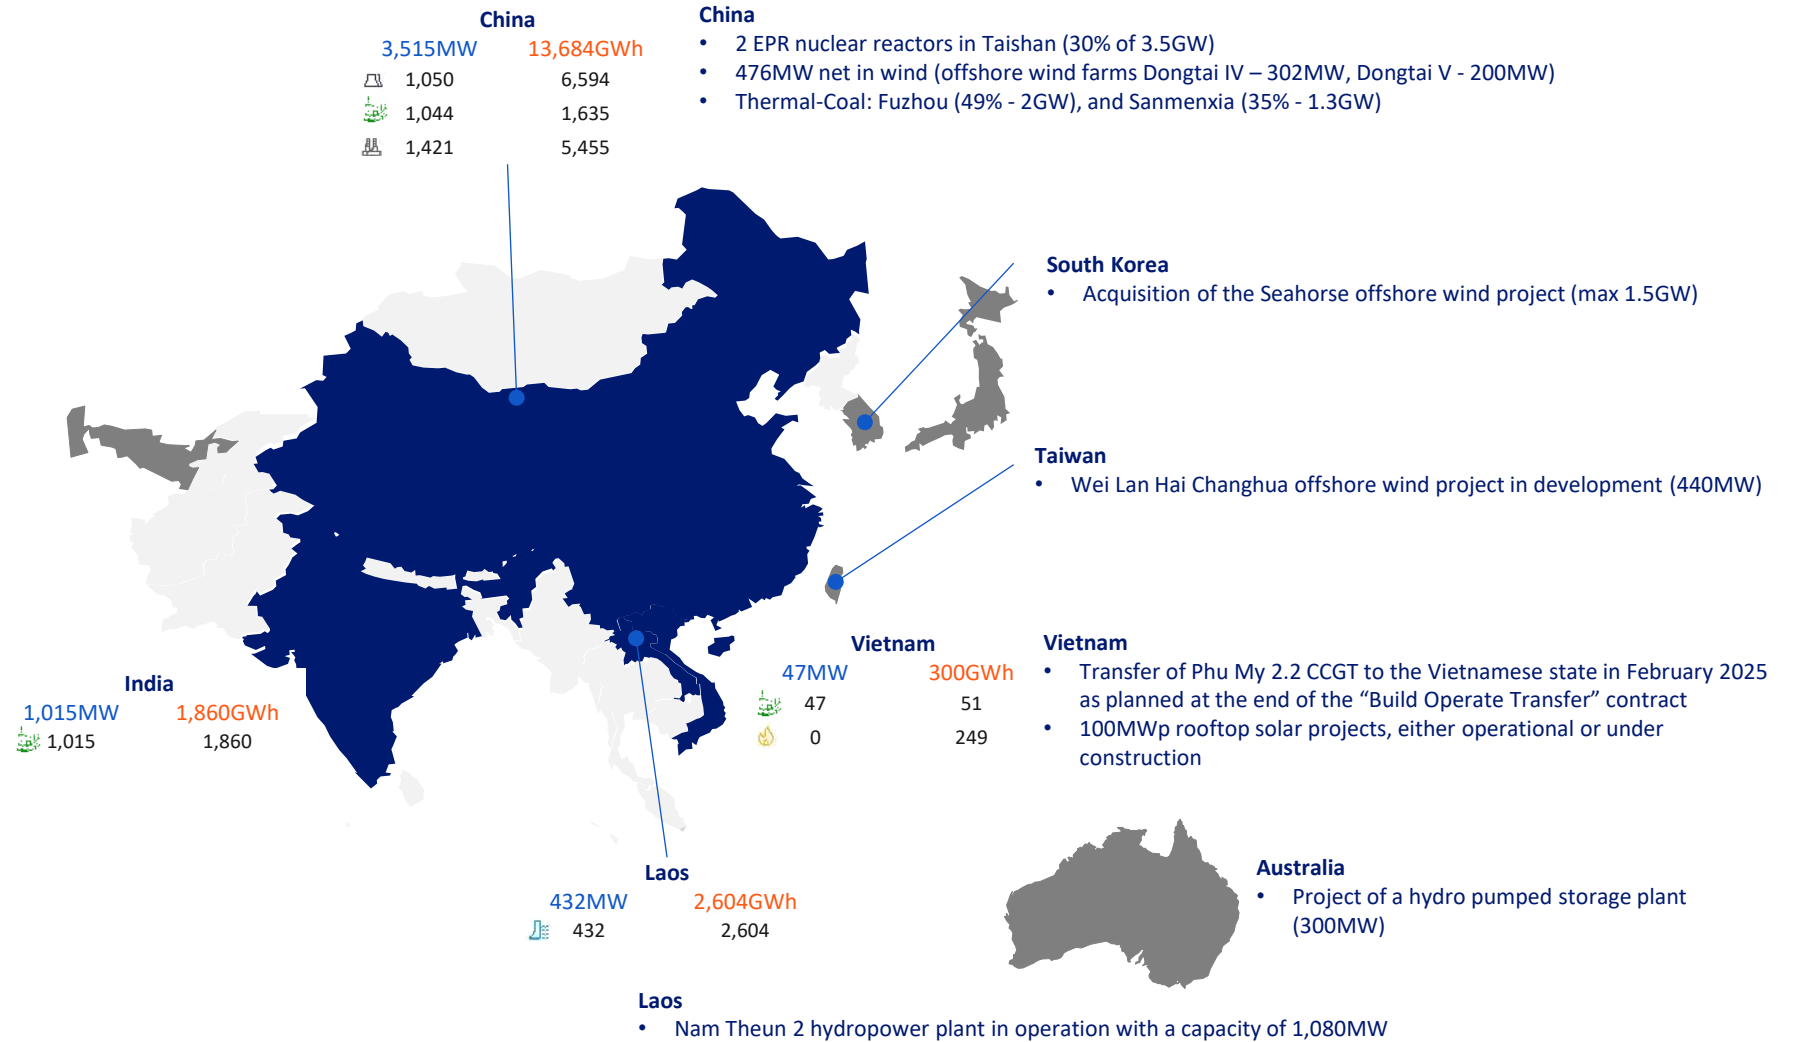 China
3,515MW 13,684GWh
1,050 6,594
1,044 1,635
1,421 5,455
China
• 2 EPR nuclear reactors in Taishan (30% of 3.5GW)
• 476MW net in wind (offshore wind farms Dongtai IV – 302MW, Dongtai V - 200MW)
• Thermal-Coal: Fuzhou (49% - 2GW), and Sanmenxia (35% - 1.3GW)
South Korea
• Acquisition of the Seahorse offshore wind project (max 1.5GW)
Taiwan
• Wei Lan Hai Changhua offshore wind project in development (440MW)
India
1,015MW 1,860GWh
1,015 1,860
Vietnam
47MW 300GWh
47 51
0 249
Vietnam
• Transfer of Phu My 2.2 CCGT to the Vietnamese state in February 2025
as planned at the end of the “Build Operate Transfer” contract
• 100MWp rooftop solar projects, either operational or under
construction
Laos
432MW 2,604GWh
432 2,604
Australia
• Project of a hydro pumped storage plant
(300MW)
Laos
• Nam Theun 2 hydropower plant in operation with a capacity of 1,080MW